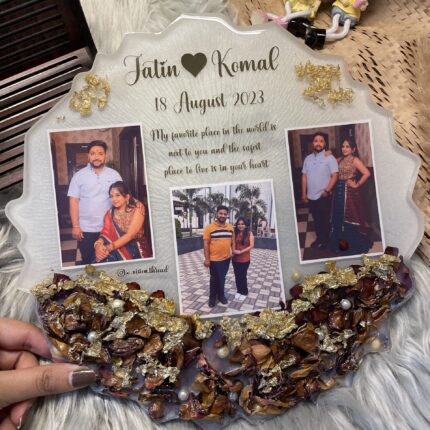 Jatin ♥ Komal
18 August 2023
My favorite place in the world is
next to you and the safest
place to live is in your heart